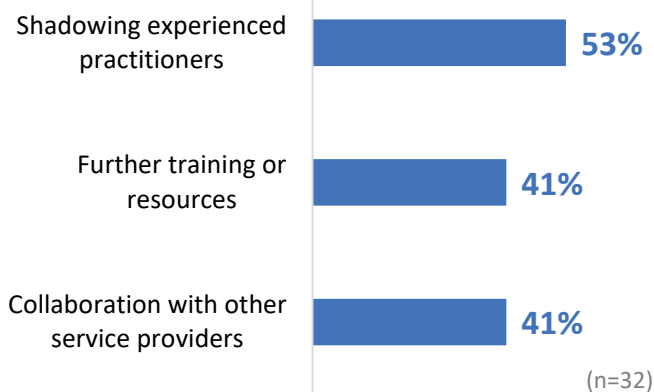 Shadowing experienced
practitioners
53%
Further training or
resources
41%
Collaboration with other
service providers
41%
(n=32)